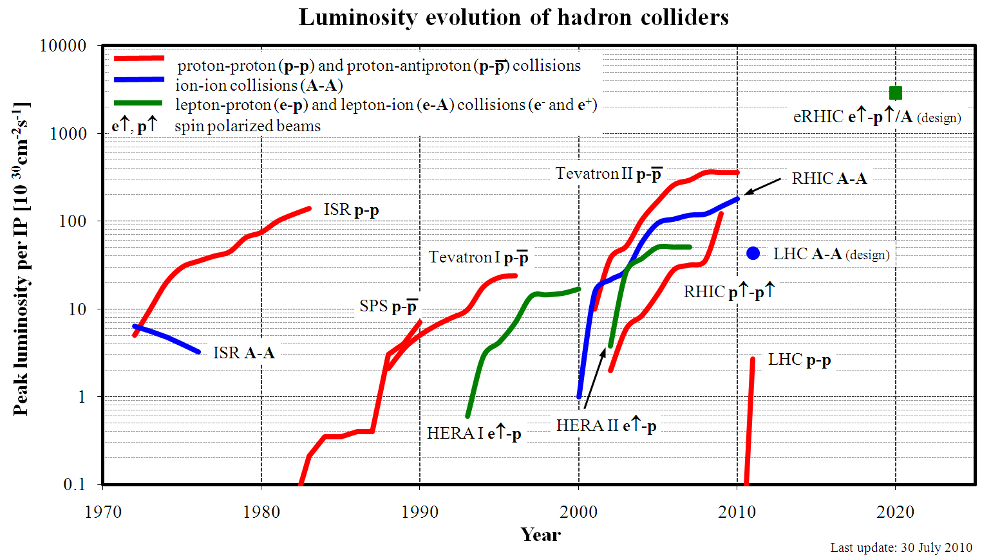 Luminosity evolution of hadron colliders
Peak luminosity per IP [10 ³⁰cm⁻²s⁻¹]
10000
1000
100
10
1
0.1
proton-proton (p-p) and proton-antiproton (p-p̅) collisions
ion-ion collisions (A-A)
lepton-proton (e-p) and lepton-ion (e-A) collisions (e⁻ and e⁺)
e↑, p↑ spin polarized beams
eRHIC e↑-p↑/A (design)
Tevatron II p-p̅
RHIC A-A
ISR p-p
LHC A-A (design)
Tevatron I p-p̅
RHIC p↑-p↑
SPS p-p̅
ISR A-A
LHC p-p
HERA I e↑-p
HERA II e↑-p
1970 1980 1990 2000 2010 2020
Year
Last update: 30 July 2010